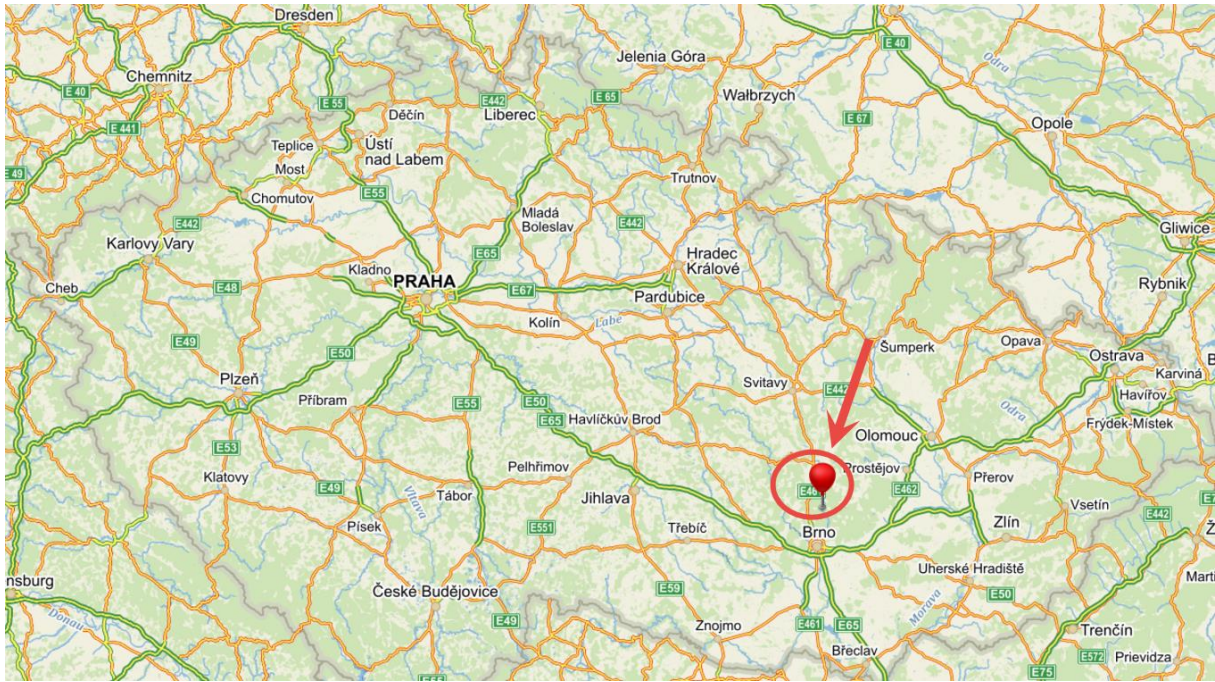 Dresden
E 40
Odra
Jelenia Góra
Chemnitz
Wałbrzych
E 40
E 55
E442
E 65
Liberec
Děčín
E 67
Opole
E 441
Teplice
Ústí
nad Labem
Most
E 49
Trutnov
Chomutov
E55
Mladá
Boleslav
E442
E442
Gliwice
Karlovy Vary
Hradec
Králové
E65
Kladno
PRAHA
Rybnik
Cheb
E48
E67
Pardubice
Kolín
Labe
E49
Šumperk
Opava
Ostrava
E50
Karviná
Plzeň
Svitavy
E442
Havířov
Příbram
E55
E50
E65
Havlíčkův Brod
Odra
Frýdek-Místek
Olomouc
E53
Pelhřimov
Prostějov
Přerov
Klatovy
E49
Vltava
Tábor
Jihlava
E462
Vsetín
E442
Písek
E551
Třebíč
Brno
Zlín
Uherské Hradiště
České Budějovice
E59
E50
Donau
E49
Znojmo
E461
E65
Morava
Trenčín
Břeclav
E572
Prievidza
E55
E75